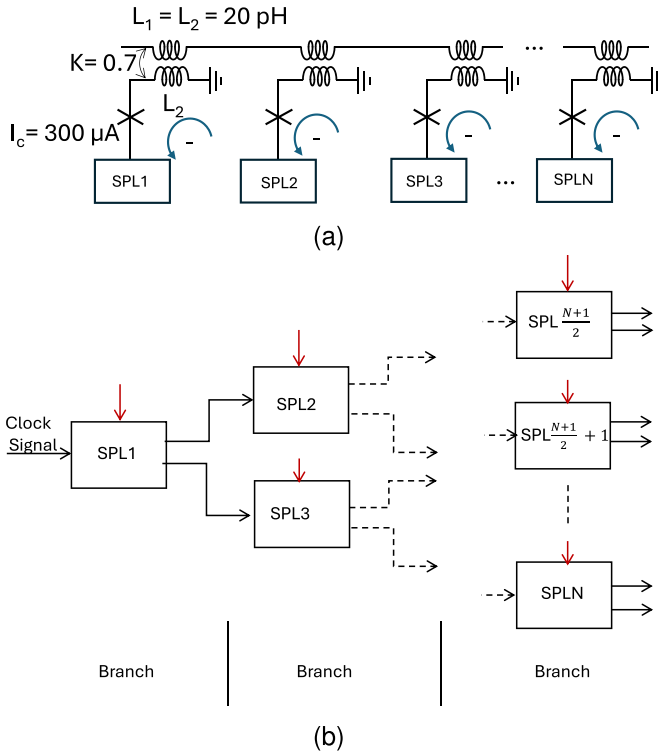 L₁ = L₂ = 20 pH
K= 0.7
L₂
I꜀= 300 µA
- - - -
SPL1 SPL2 SPL3 ... SPLN
...
(a)
SPL N+1/2
SPL2
Clock
Signal
SPL1
SPL N+1/2 + 1
SPL3
SPLN
Branch Branch Branch
(b)